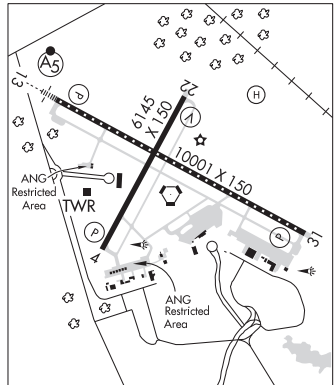 A5
13
P
6145
X 150
22
V
H
10001 X 150
ANG
Restricted
Area
TWR
P
4
P
31
ANG
Restricted
Area